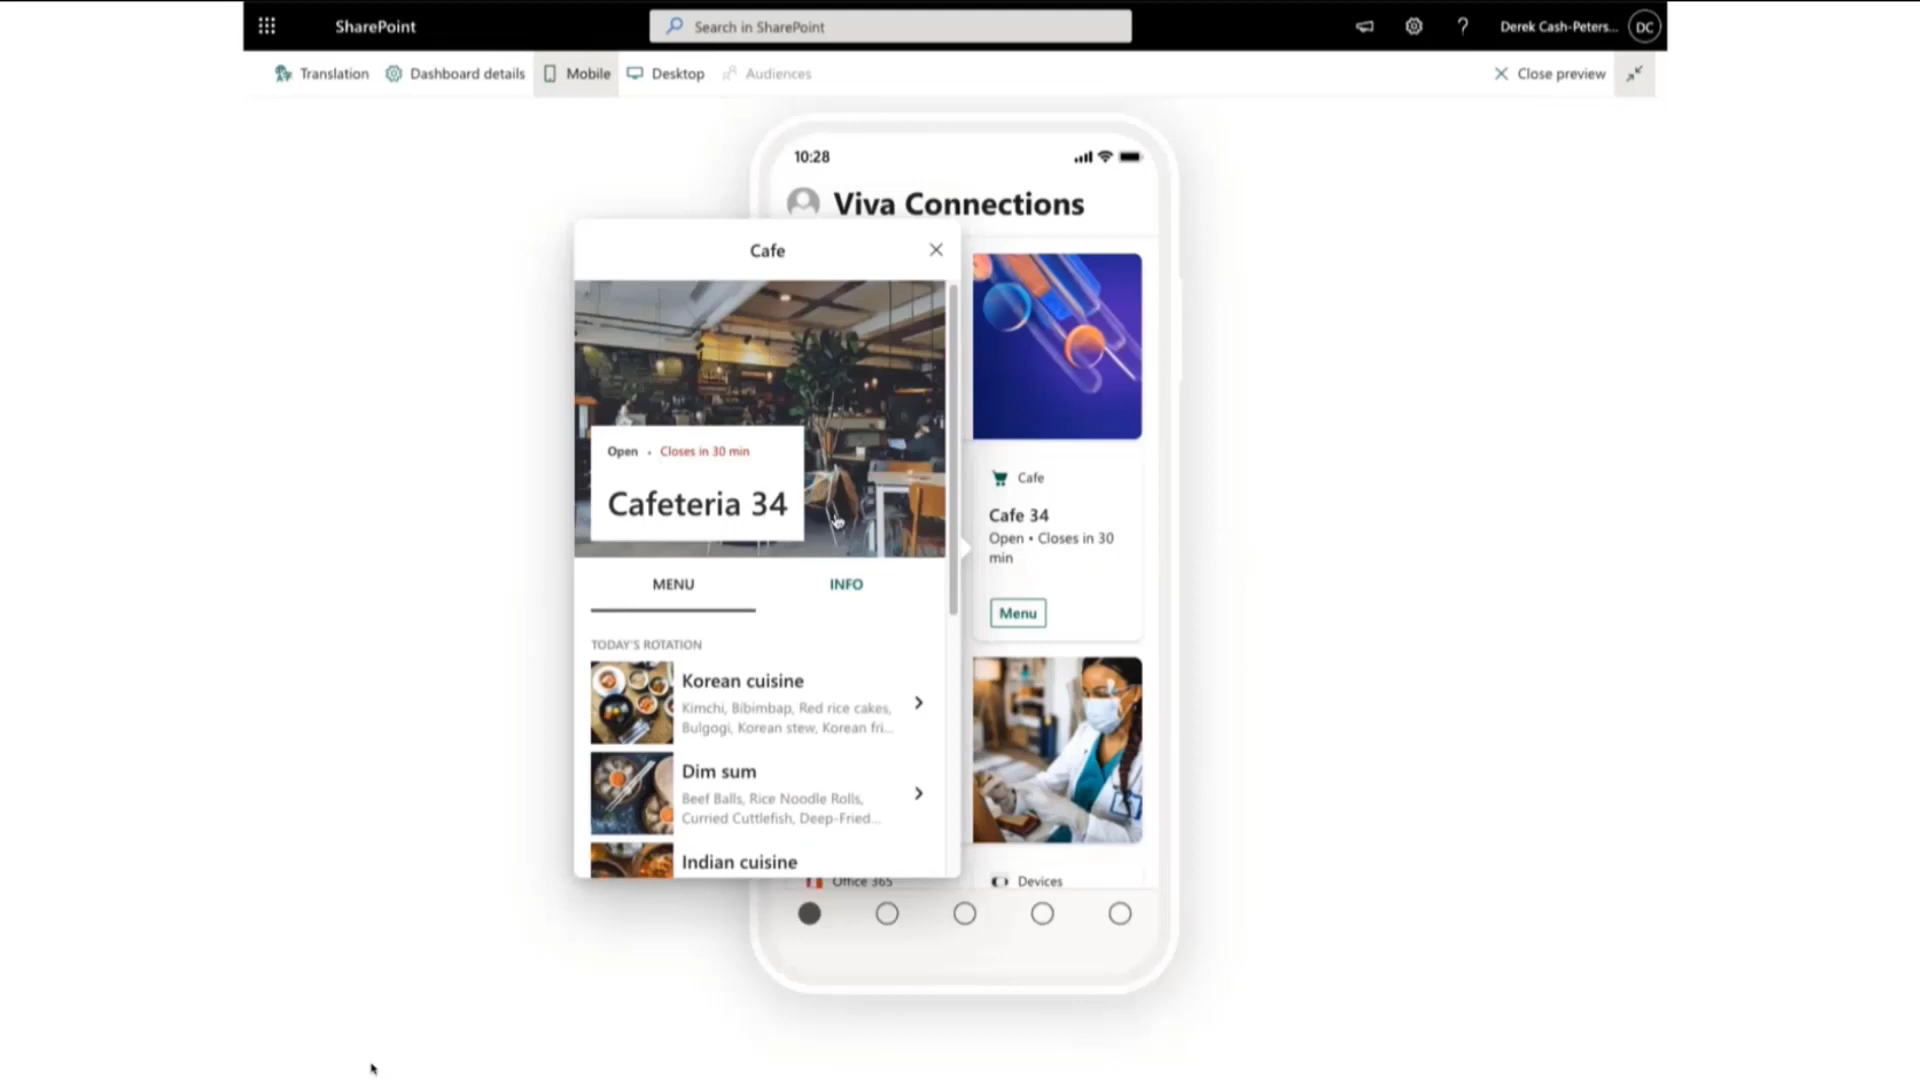 SharePoint
Search in SharePoint
Derek Cash-Peters...
DC
Translation
Dashboard details
Mobile
Desktop
Audiences
Close preview
10:28
Viva Connections
Cafe
Open • Closes in 30 min
Cafeteria 34
MENU
INFO
TODAY'S ROTATION
Korean cuisine
Kimchi, Bibimbap, Red rice cakes,
Bulgogi, Korean stew, Korean fri...
Dim sum
Beef Balls, Rice Noodle Rolls,
Curried Cuttlefish, Deep-Fried...
Indian cuisine
Cafe
Cafe 34
Open • Closes in 30
min
Menu
Office 365
Devices